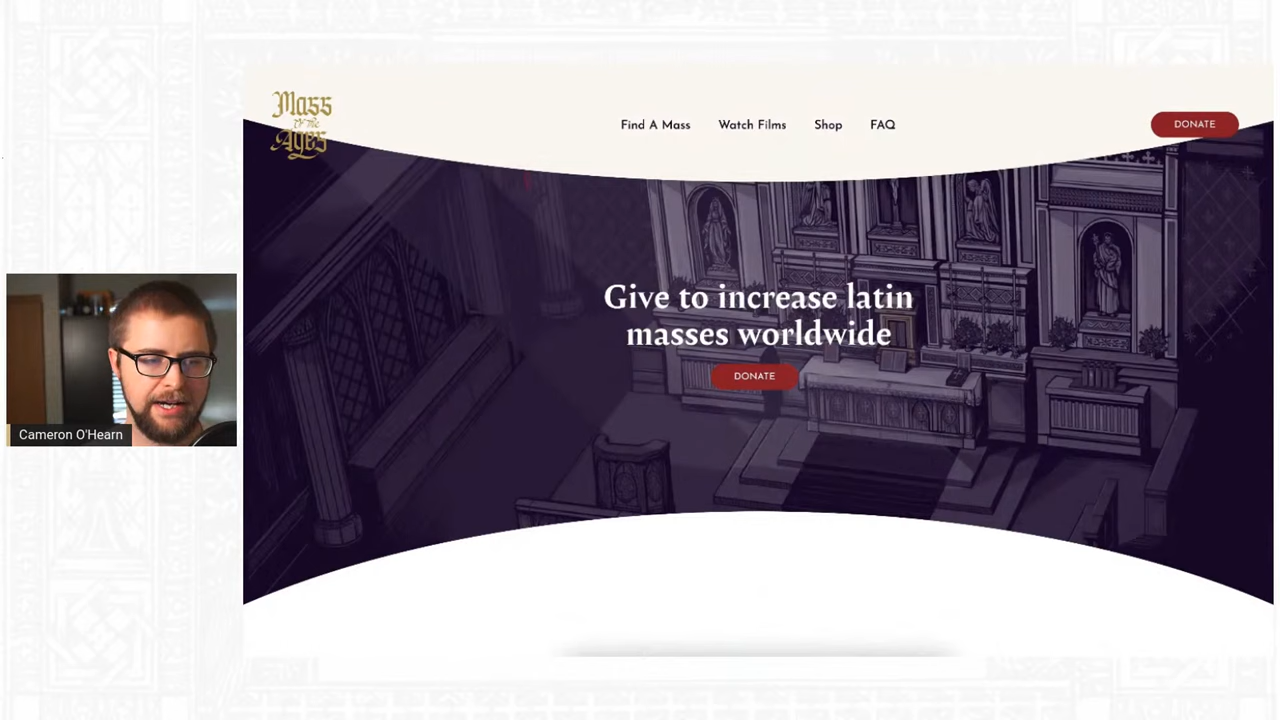 Mass
of the
Ages
Find A Mass
Watch Films
Shop
FAQ
DONATE
Give to increase latin
masses worldwide
DONATE
Cameron O'Hearn